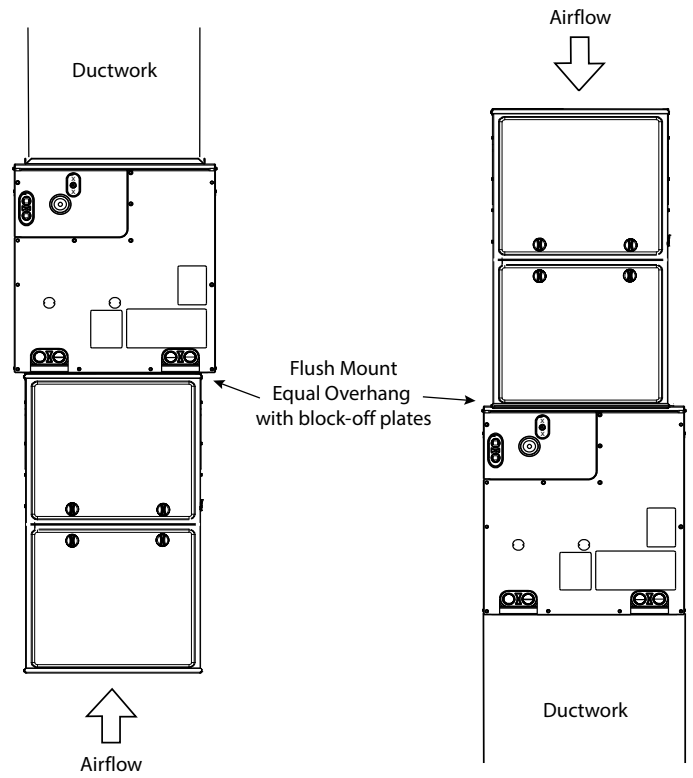 Ductwork
Airflow
Flush Mount
Equal Overhang
with block-off plates
Airflow
Ductwork